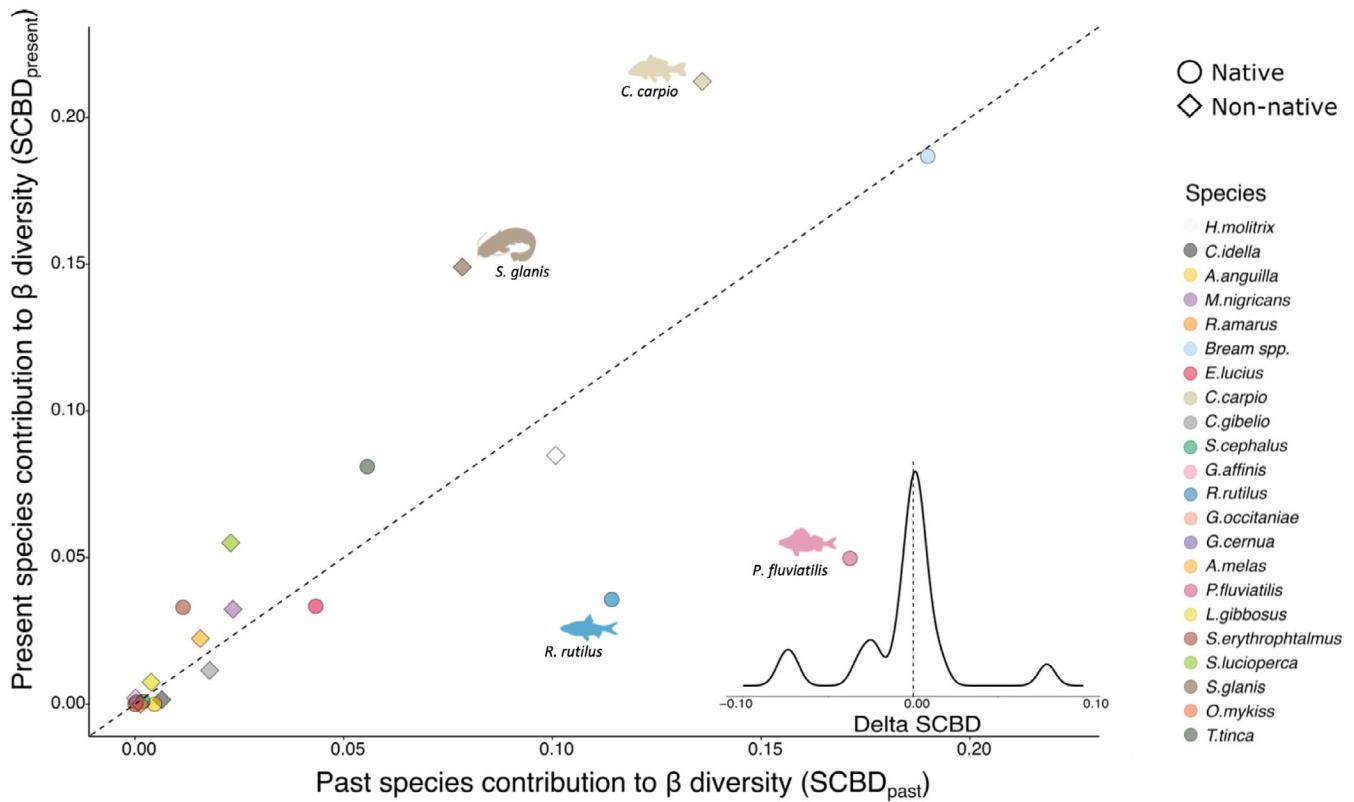 Present species contribution to β diversity (SCBDpresent)
0.20
0.15
0.10
0.05
0.00
C. carpio
S. glanis
P. fluviatilis
R. rutilus
−0.10 0.00 0.10
Delta SCBD
0.00 0.05 0.10 0.15 0.20
Past species contribution to β diversity (SCBDpast)
Native
Non-native
Species
H.molitrix
C.idella
A.anguilla
M.nigricans
R.amarus
Bream spp.
E.lucius
C.carpio
C.gibelio
S.cephalus
G.affinis
R.rutilus
G.occitaniae
G.cernua
A.melas
P.fluviatilis
L.gibbosus
S.erythrophtalmus
S.lucioperca
S.glanis
O.mykiss
T.tinca